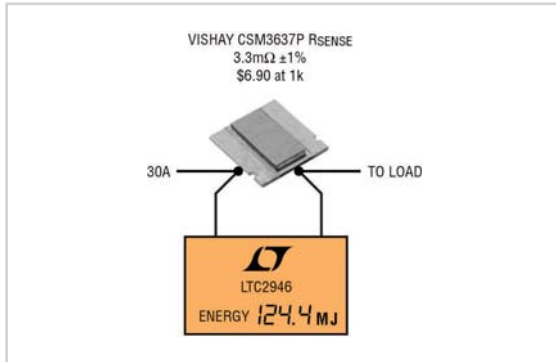 VISHAY CSM3637P RSENSE
3.3mΩ ±1%
$6.90 at 1k
30A
TO LOAD
LTC2946
ENERGY 124.4 MJ